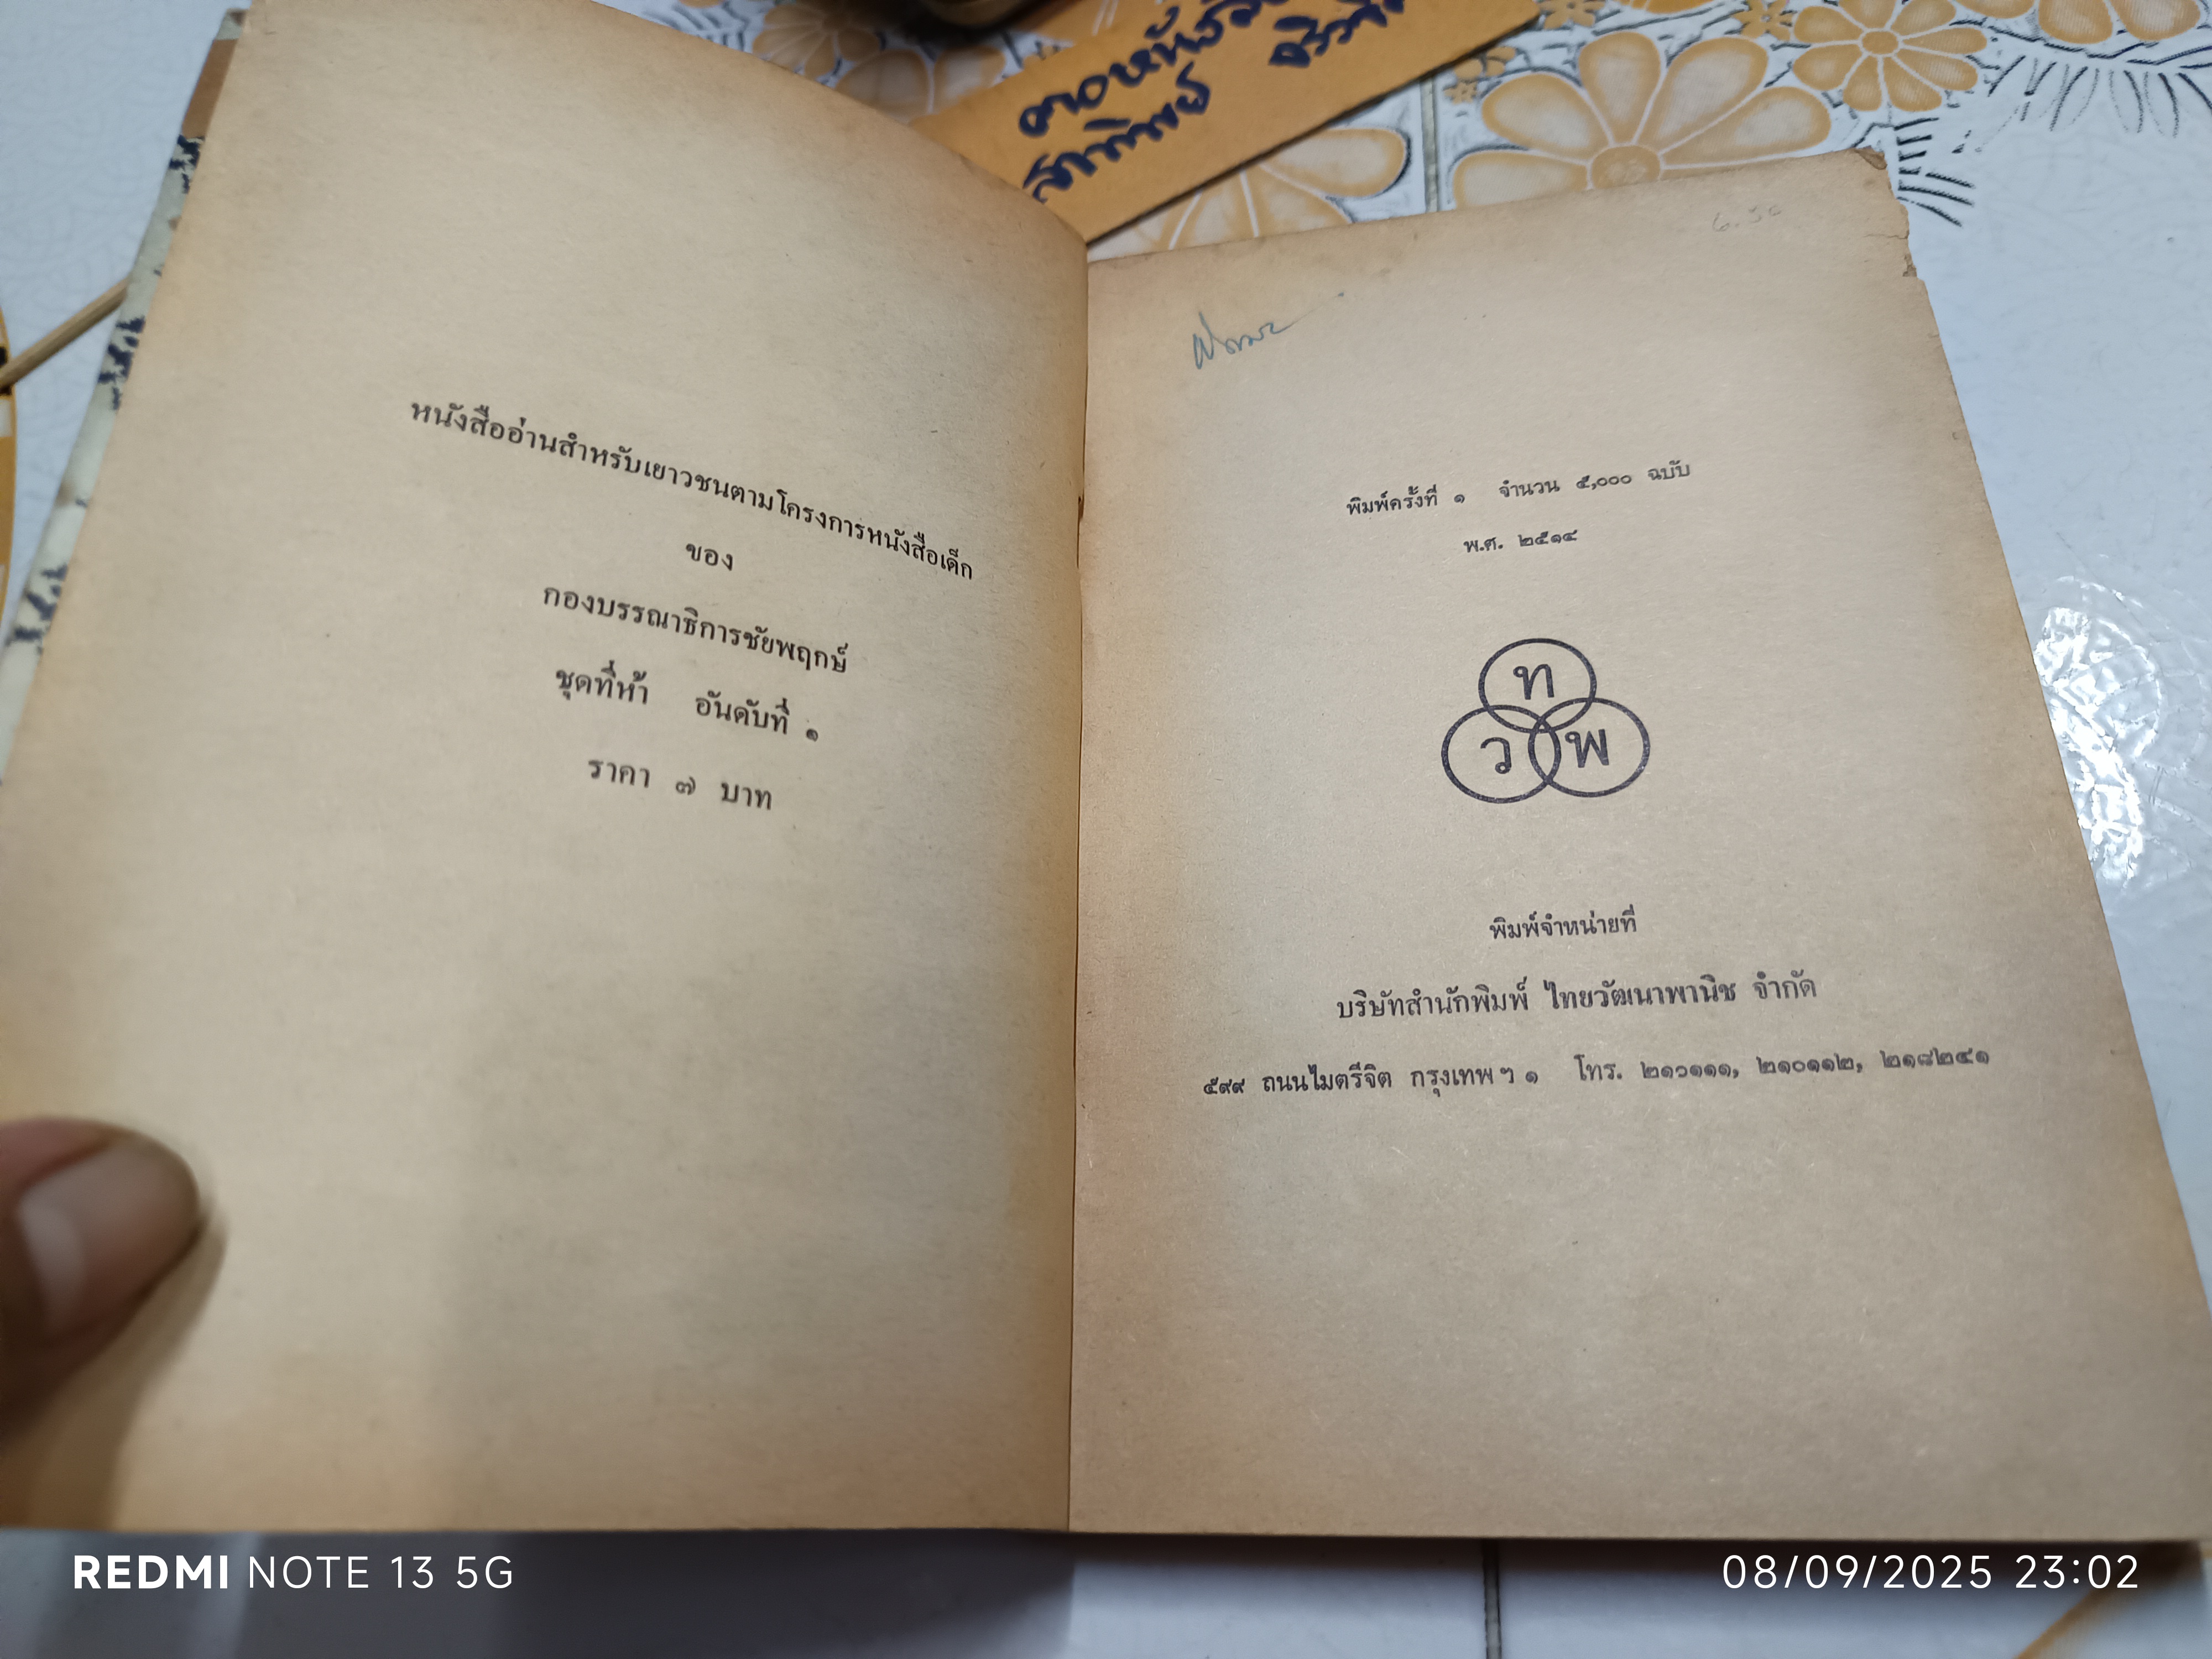 หนังสืออ่านสำหรับเยาวชนตามโครงการหนังสือเด็ก
ของ
กองบรรณาธิการชัยพฤกษ์
ชุดที่ห้า อันดับที่ ๑
ราคา ๗ บาท
พิมพ์ครั้งที่ ๑ จำนวน ๕,๐๐๐ ฉบับ
พ.ศ. ๒๕๑๔
ท
ว พ
พิมพ์จำหน่ายที่
บริษัทสำนักพิมพ์ ไทยวัฒนาพานิช จำกัด
๕๙๙ ถนนไมตรีจิต กรุงเทพ ฯ ๑ โทร. ๒๑๐๑๑๑, ๒๑๐๑๑๒, ๒๑๘๒๔๑
REDMI NOTE 13 5G
08/09/2025 23:02